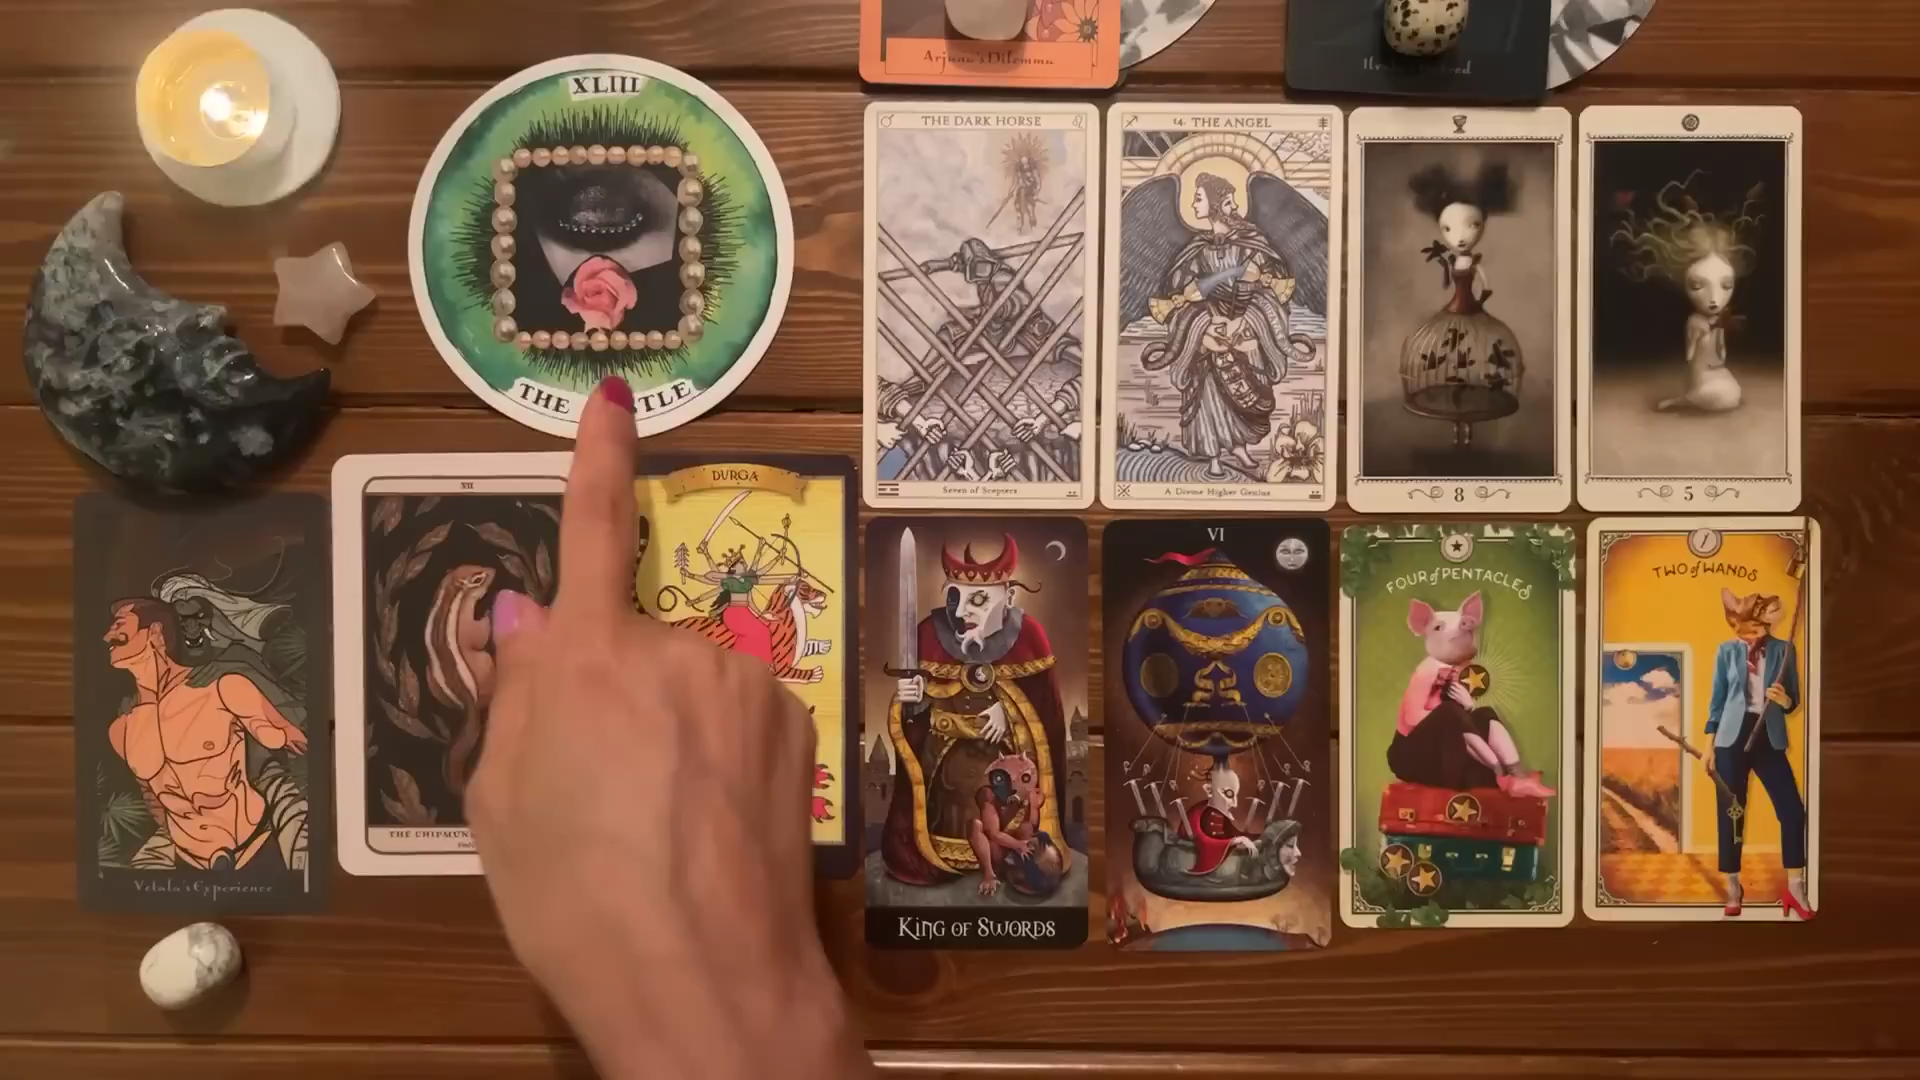 Arjuna's Dilemma
XLIII
THE
TLE
THE DARK HORSE
Seven of Scepters
14. THE ANGEL
A Divine Higher Genius
8
5
VII
DURGA
Vetala's Experience
KING OF SWORDS
VI
FOUR of PENTACLES
TWO of WANDS